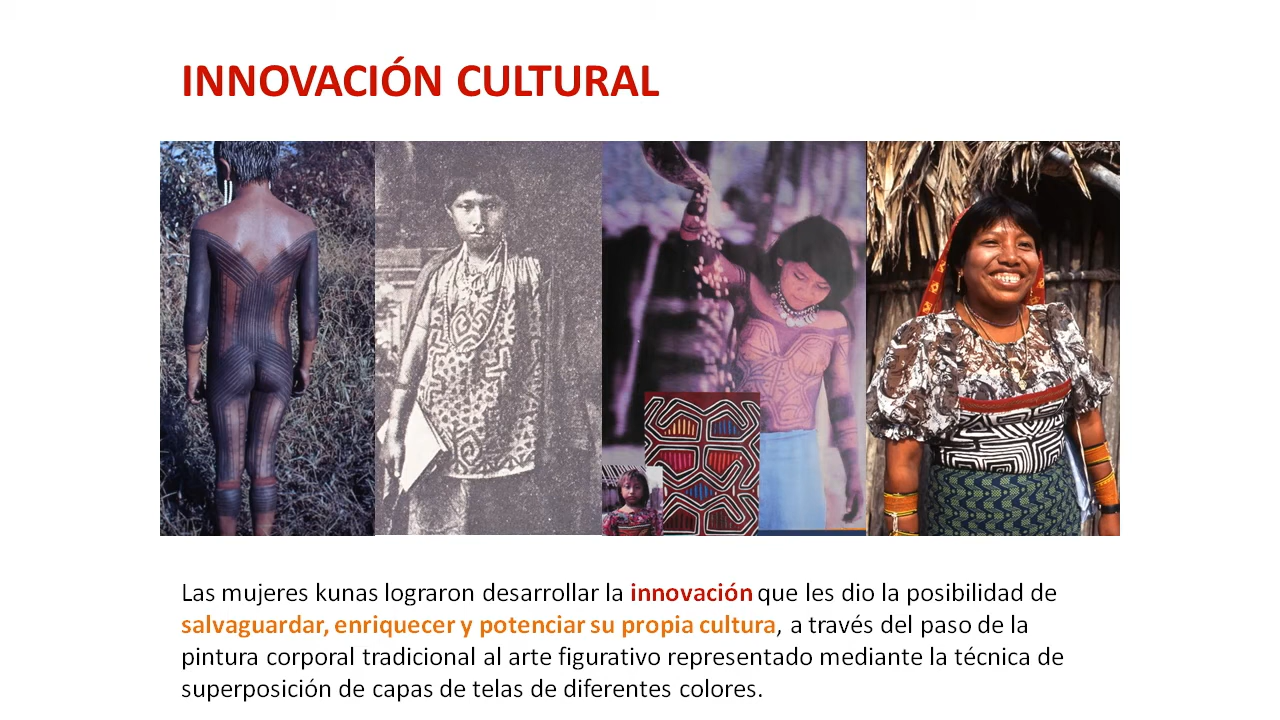 INNOVACIÓN CULTURAL
Las mujeres kunas lograron desarrollar la innovación que les dio la posibilidad de
salvaguardar, enriquecer y potenciar su propia cultura, a través del paso de la
pintura corporal tradicional al arte figurativo representado mediante la técnica de
superposición de capas de telas de diferentes colores.